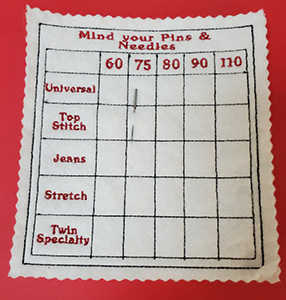 Mind your Pins &
Needles
60 75 80 90 110
Universal
Top
Stitch
Jeans
Stretch
Twin
Specialty